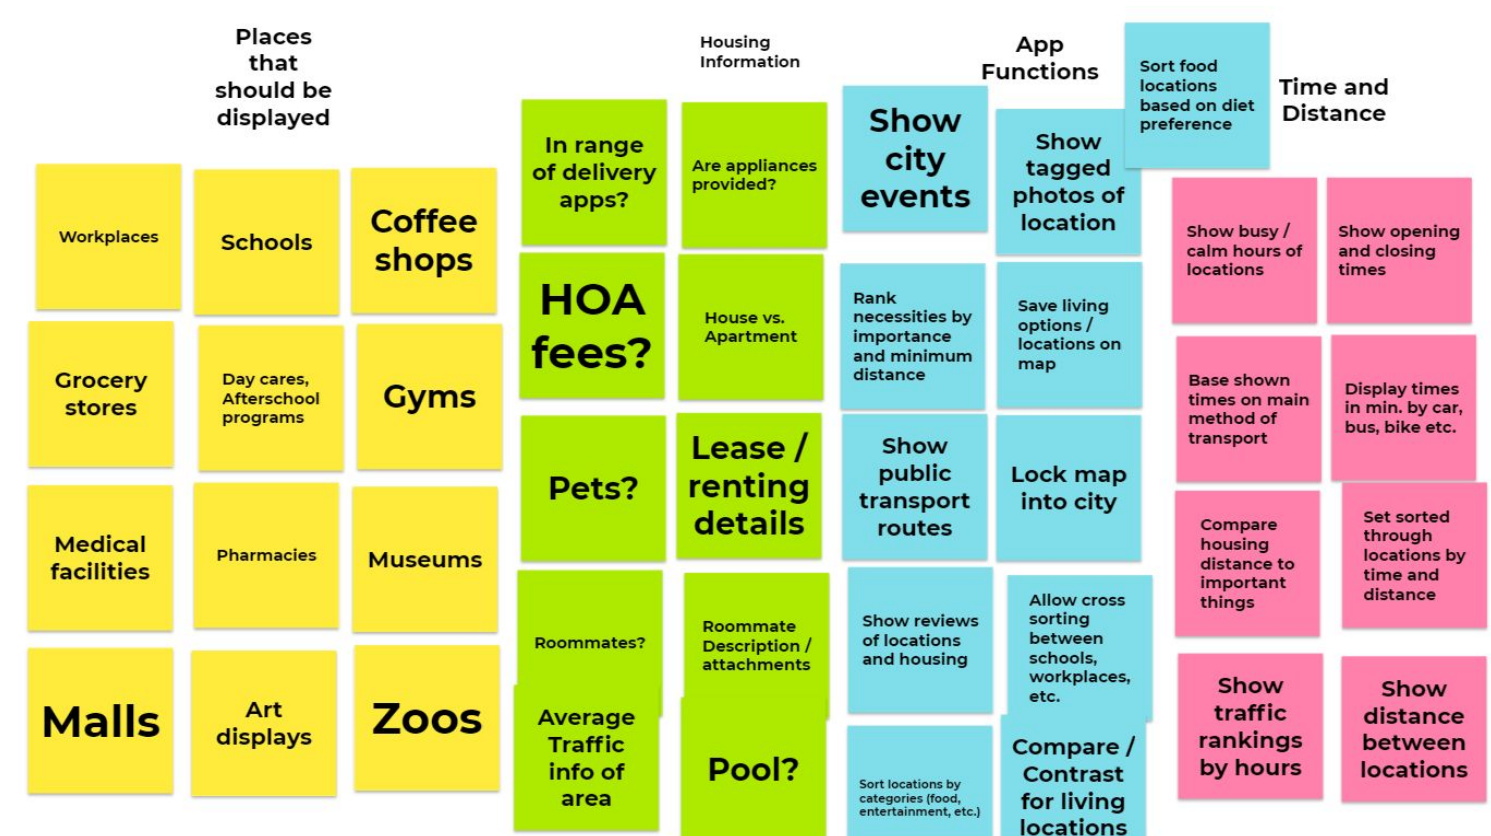 Places
that
should be
displayed
Workplaces
Schools
Coffee
shops
Grocery
stores
Day cares,
Afterschool
programs
Gyms
Medical
facilities
Pharmacies
Museums
Malls
Art
displays
Zoos
Housing
Information
In range
of delivery
apps?
Are appliances
provided?
HOA
fees?
House vs.
Apartment
Pets?
Lease /
renting
details
Roommates?
Roommate
Description /
attachments
Average
Traffic
info of
area
Pool?
App
Functions
Sort food
locations
based on diet
preference
Show
city
events
Show
tagged
photos of
location
Rank
necessities by
importance
and minimum
distance
Save living
options /
locations on
map
Show
public
transport
routes
Lock map
into city
Show reviews
of locations
and housing
Allow cross
sorting
between
schools,
workplaces,
etc.
Sort locations by
categories (food,
entertainment, etc.)
Compare /
Contrast
for living
locations
Time and
Distance
Show busy /
calm hours of
locations
Show opening
and closing
times
Base shown
times on main
method of
transport
Display times
in min. by car,
bus, bike etc.
Compare
housing
distance to
important
things
Set sorted
through
locations by
time and
distance
Show
traffic
rankings
by hours
Show
distance
between
locations